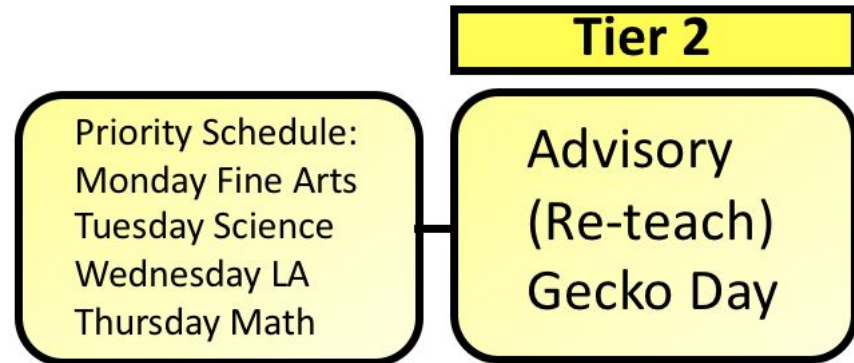 Tier 2
Priority Schedule:
Monday Fine Arts
Tuesday Science
Wednesday LA
Thursday Math
Advisory
(Re-teach)
Gecko Day